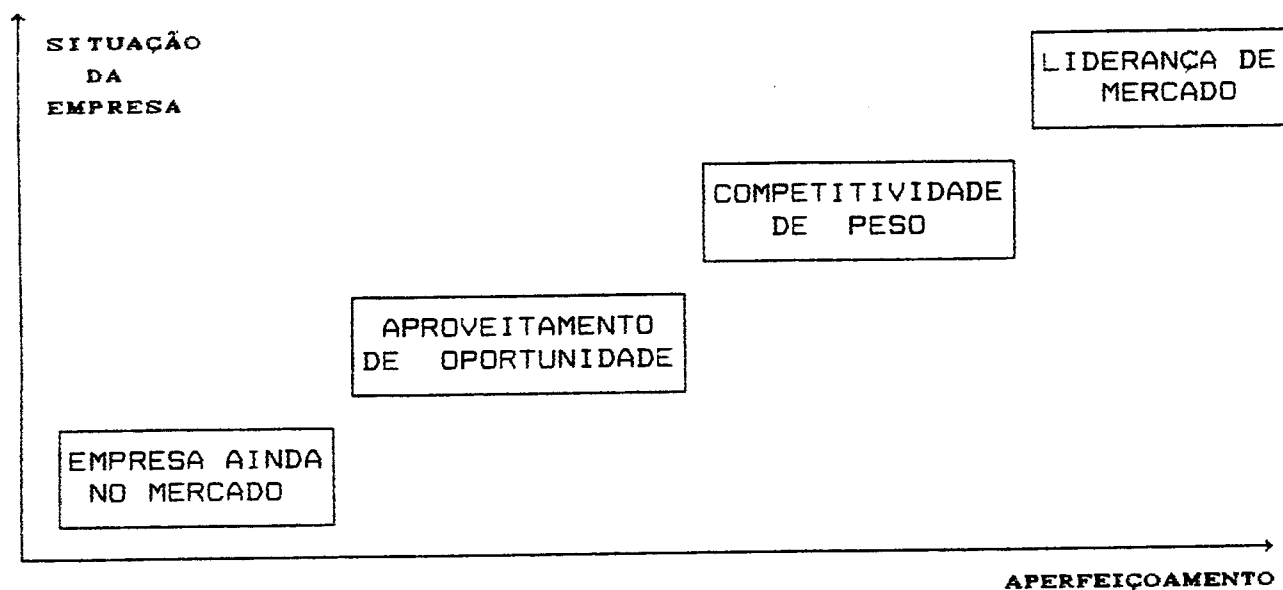 SITUAÇÃO
DA
EMPRESA
LIDERANÇA DE
MERCADO
COMPETITIVIDADE
DE PESO
APROVEITAMENTO
DE OPORTUNIDADE
EMPRESA AINDA
NO MERCADO
APERFEIÇOAMENTO